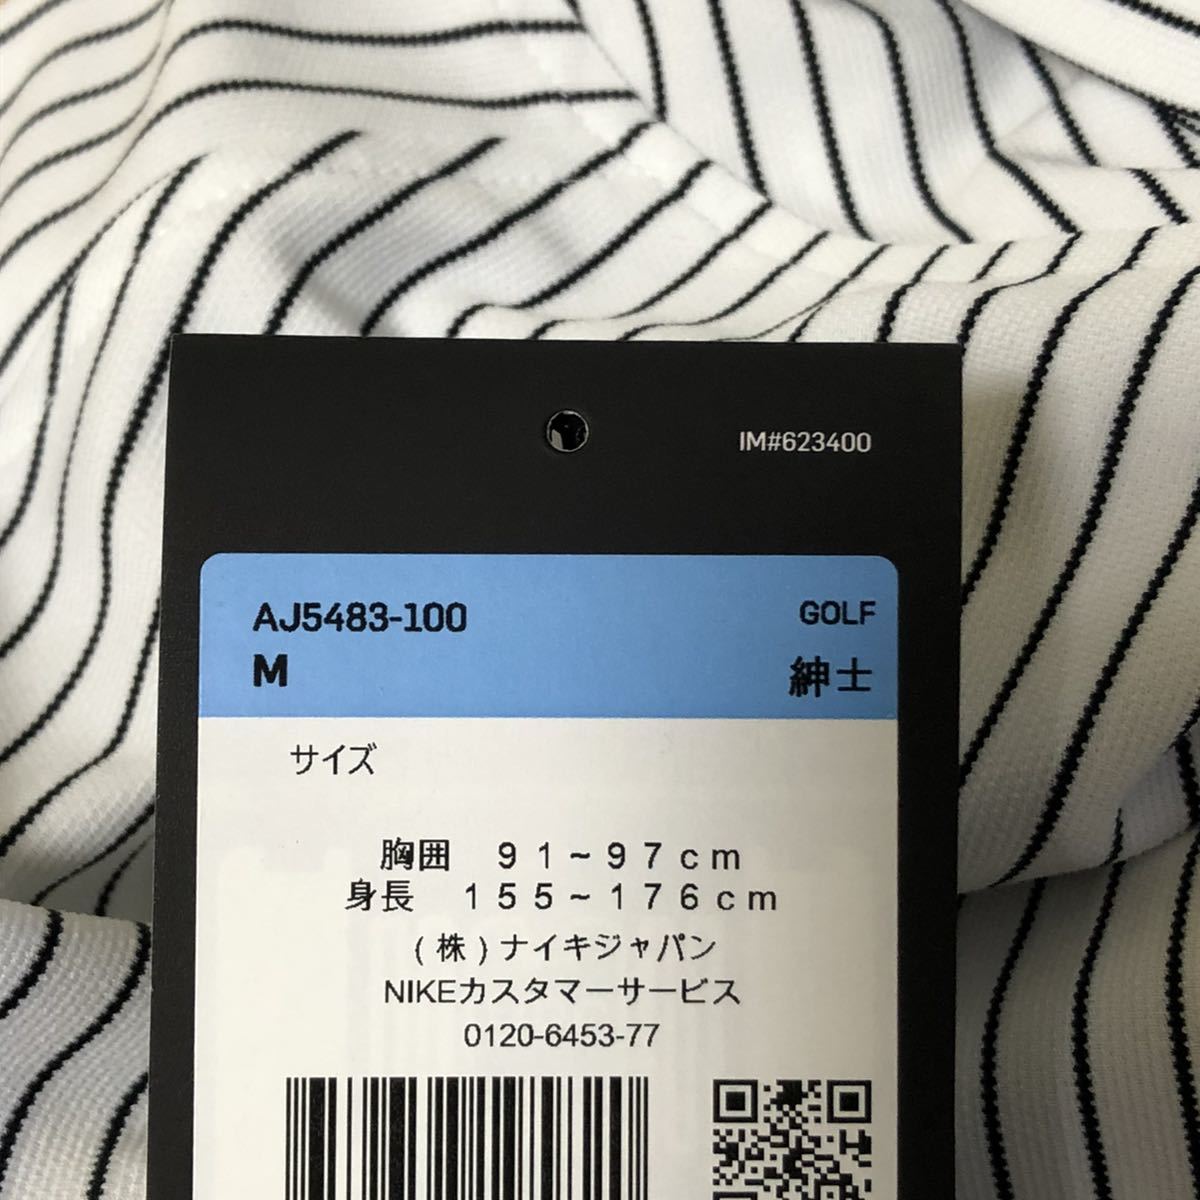 IM#623400
AJ5483-100 GOLF
M 紳士
サイズ
胸囲 91~97cm
身長 155~176cm
(株)ナイキジャパン
NIKEカスタマーサービス
0120-6453-77